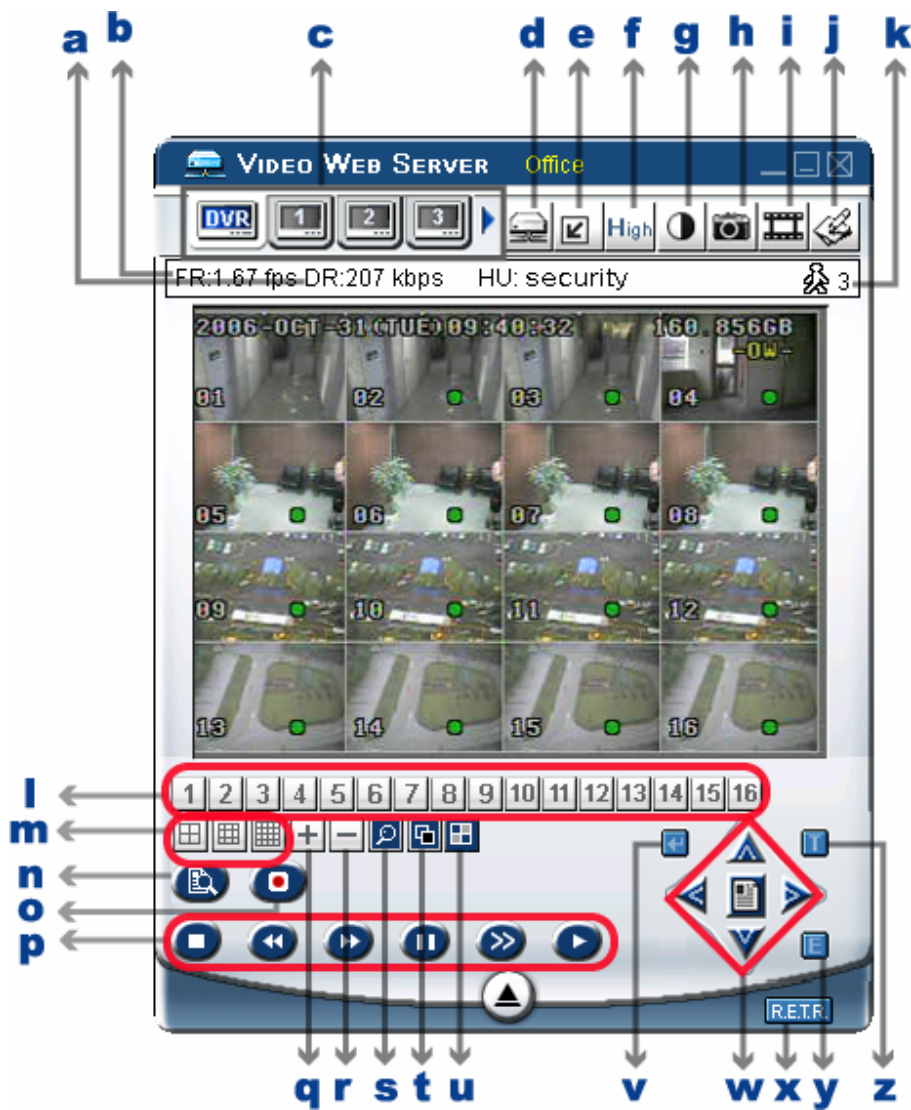 a b c d e f g h i j k
VIDEO WEB SERVER Office
DVR 1 2 3 High
FR:1.67 fps DR:207 kbps HU: security 3
2006-OCT-31(TUE)09:40:32 160.856GB
-OW-
01 02 03 04
05 06 07 08
09 10 11 12
13 14 15 16
l 1 2 3 4 5 6 7 8 9 10 11 12 13 14 15 16
m
T
n
o
p
E
R.E.T.R.
q r s t u v w x y z